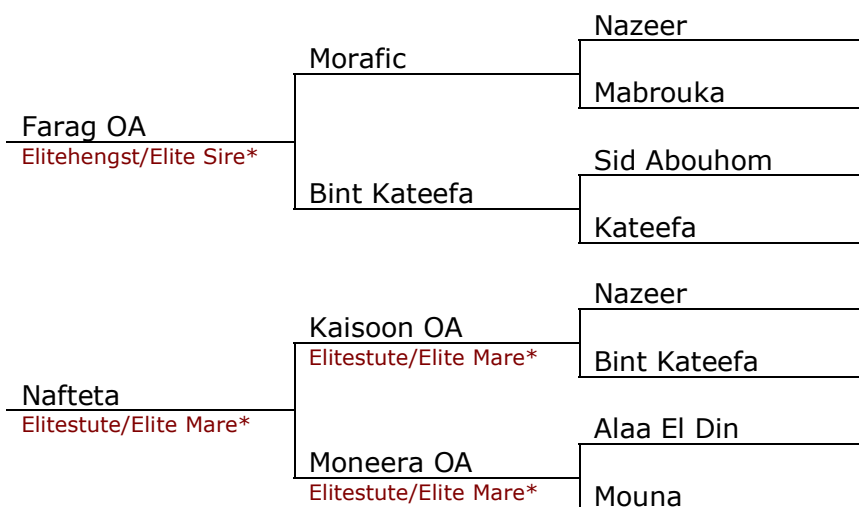 Nazeer
Morafic
Mabrouka
Farag OA
Elitehengst/Elite Sire*
Sid Abouhom
Bint Kateefa
Kateefa
Nazeer
Kaisoon OA
Elitestute/Elite Mare*
Bint Kateefa
Nafteta
Elitestute/Elite Mare*
Alaa El Din
Moneera OA
Elitestute/Elite Mare*
Mouna